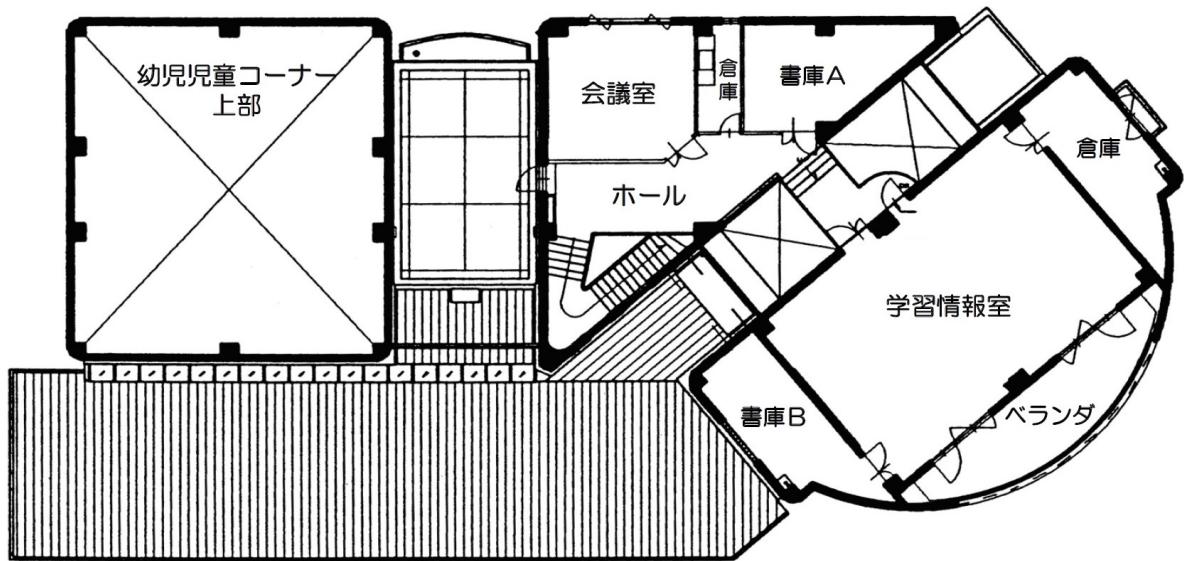 幼児児童コーナー
上部
会議室
倉庫
書庫A
倉庫
ホール
学習情報室
書庫B
ベランダ